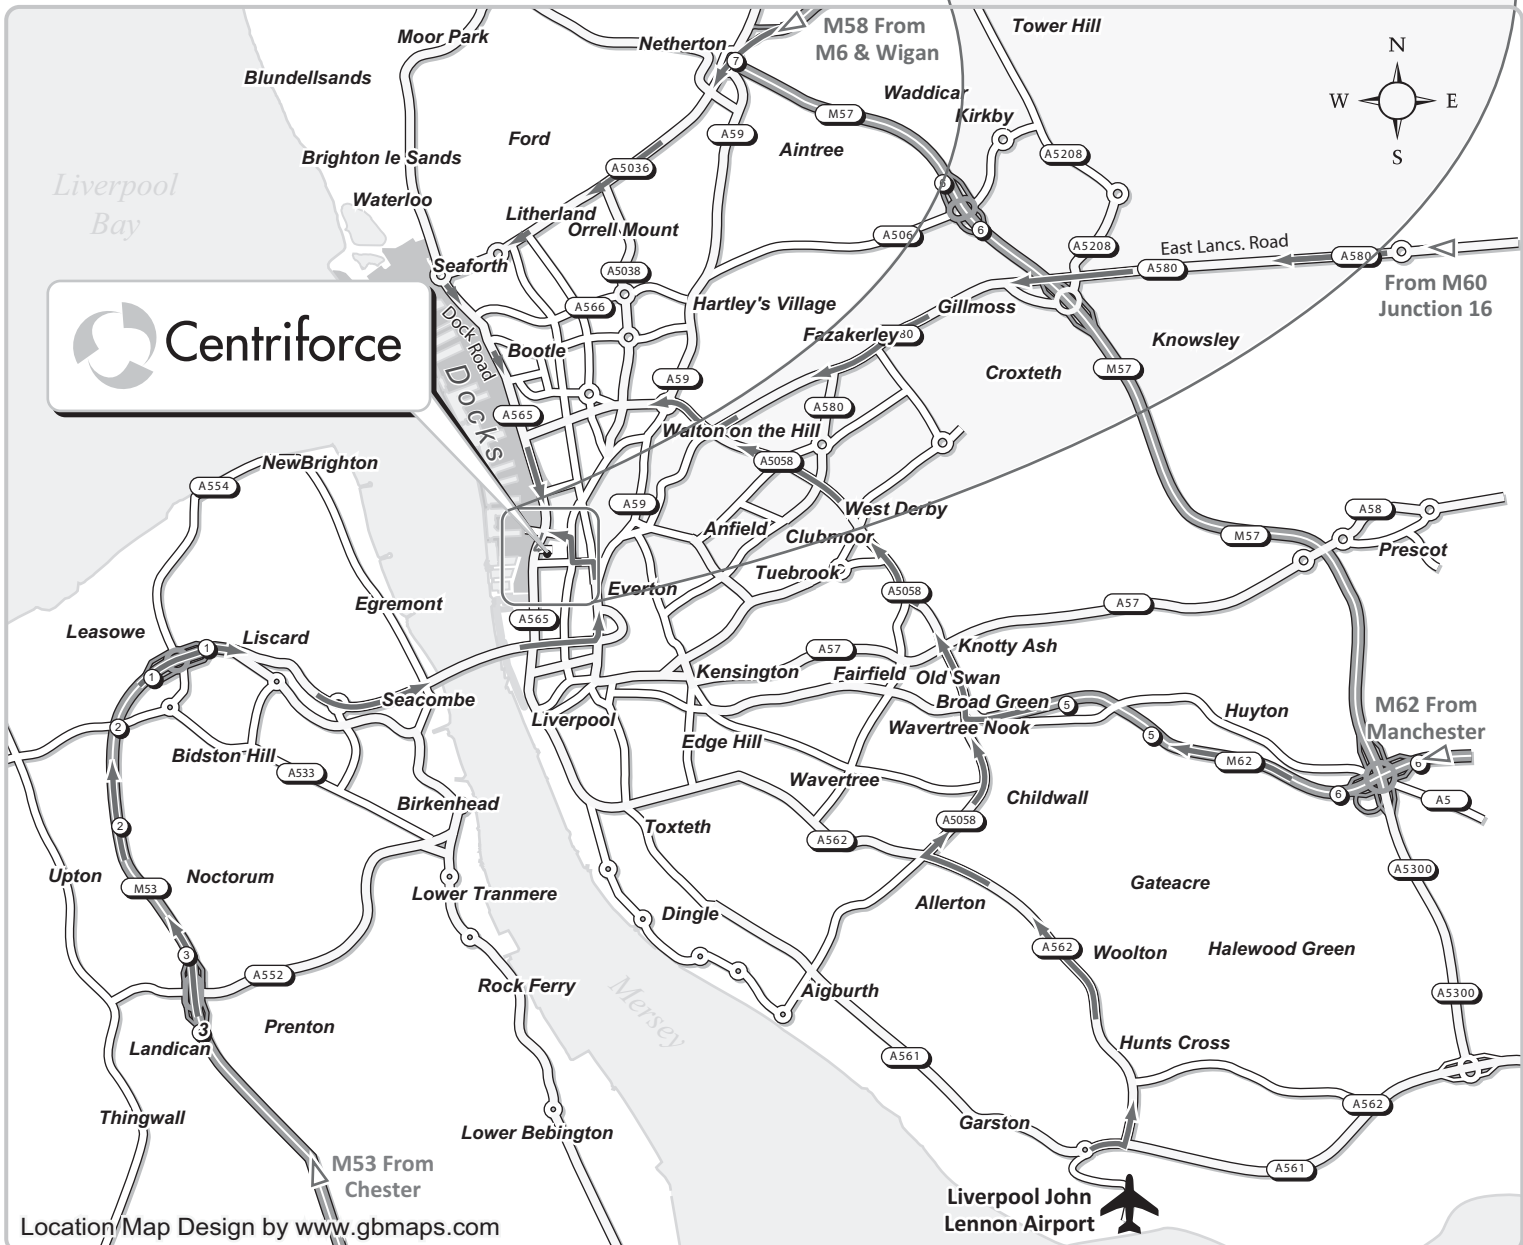 Moor Park
Netherton
M58 From
M6 & Wigan
Tower Hill
N
W
E
S
Blundellsands
7
Waddicar
Kirkby
M57
A59
Ford
Aintree
A5208
Brighton le Sands
A5036
Waterloo
6
Liverpool
Bay
Litherland
Orrell Mount
A506
6
A5208
East Lancs. Road
A580
A580
Seaforth
A5038
From M60
Junction 16
Centriforce
Dock Road
A566
Hartley's Village
Gillmoss
Fazakerley
80
Knowsley
Bootle
Docks
Croxteth
M57
A59
A565
A580
Walton on the Hill
A5058
NewBrighton
A554
A59
West Derby
A58
Anfield
Clubmoor
M57
Prescot
Tuebrook
Everton
A5058
Egremont
A57
A565
Leasowe
Liscard
1
Knotty Ash
A57
Kensington
Fairfield
Old Swan
1
Seacombe
Broad Green
5
M62 From
Manchester
Liverpool
Wavertree Nook
Huyton
2
Edge Hill
5
Bidston Hill
M62
6
A533
Wavertree
6
Birkenhead
Childwall
A5
2
Toxteth
A5058
A562
A5300
Upton
Noctorum
M53
Lower Tranmere
Gateacre
Allerton
Dingle
3
A562
Woolton
Halewood Green
A552
Rock Ferry
Aigburth
A5300
Mersey
3
Prenton
Landican
Hunts Cross
A561
Thingwall
A562
Garston
Lower Bebington
M53 From
Chester
A561
Liverpool John
Lennon Airport
Location Map Design by www.gbmaps.com